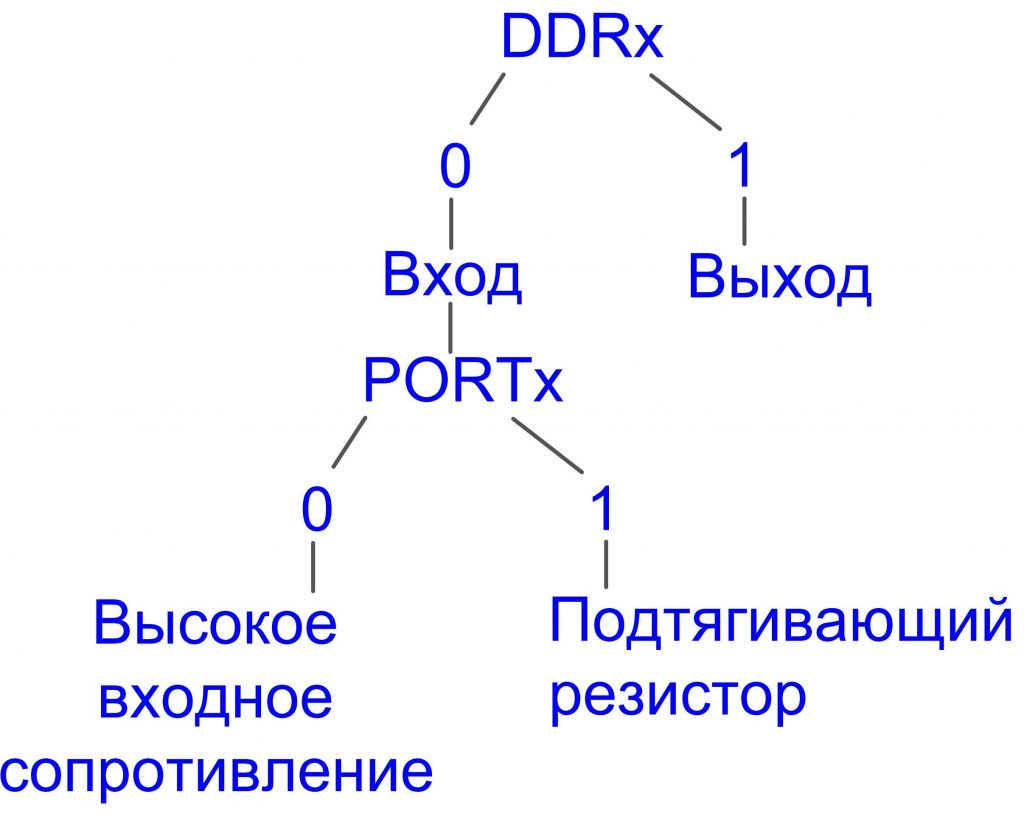 DDRx
0
1
Вход
Выход
PORTx
0
1
Высокое
входное
сопротивление
Подтягивающий
резистор